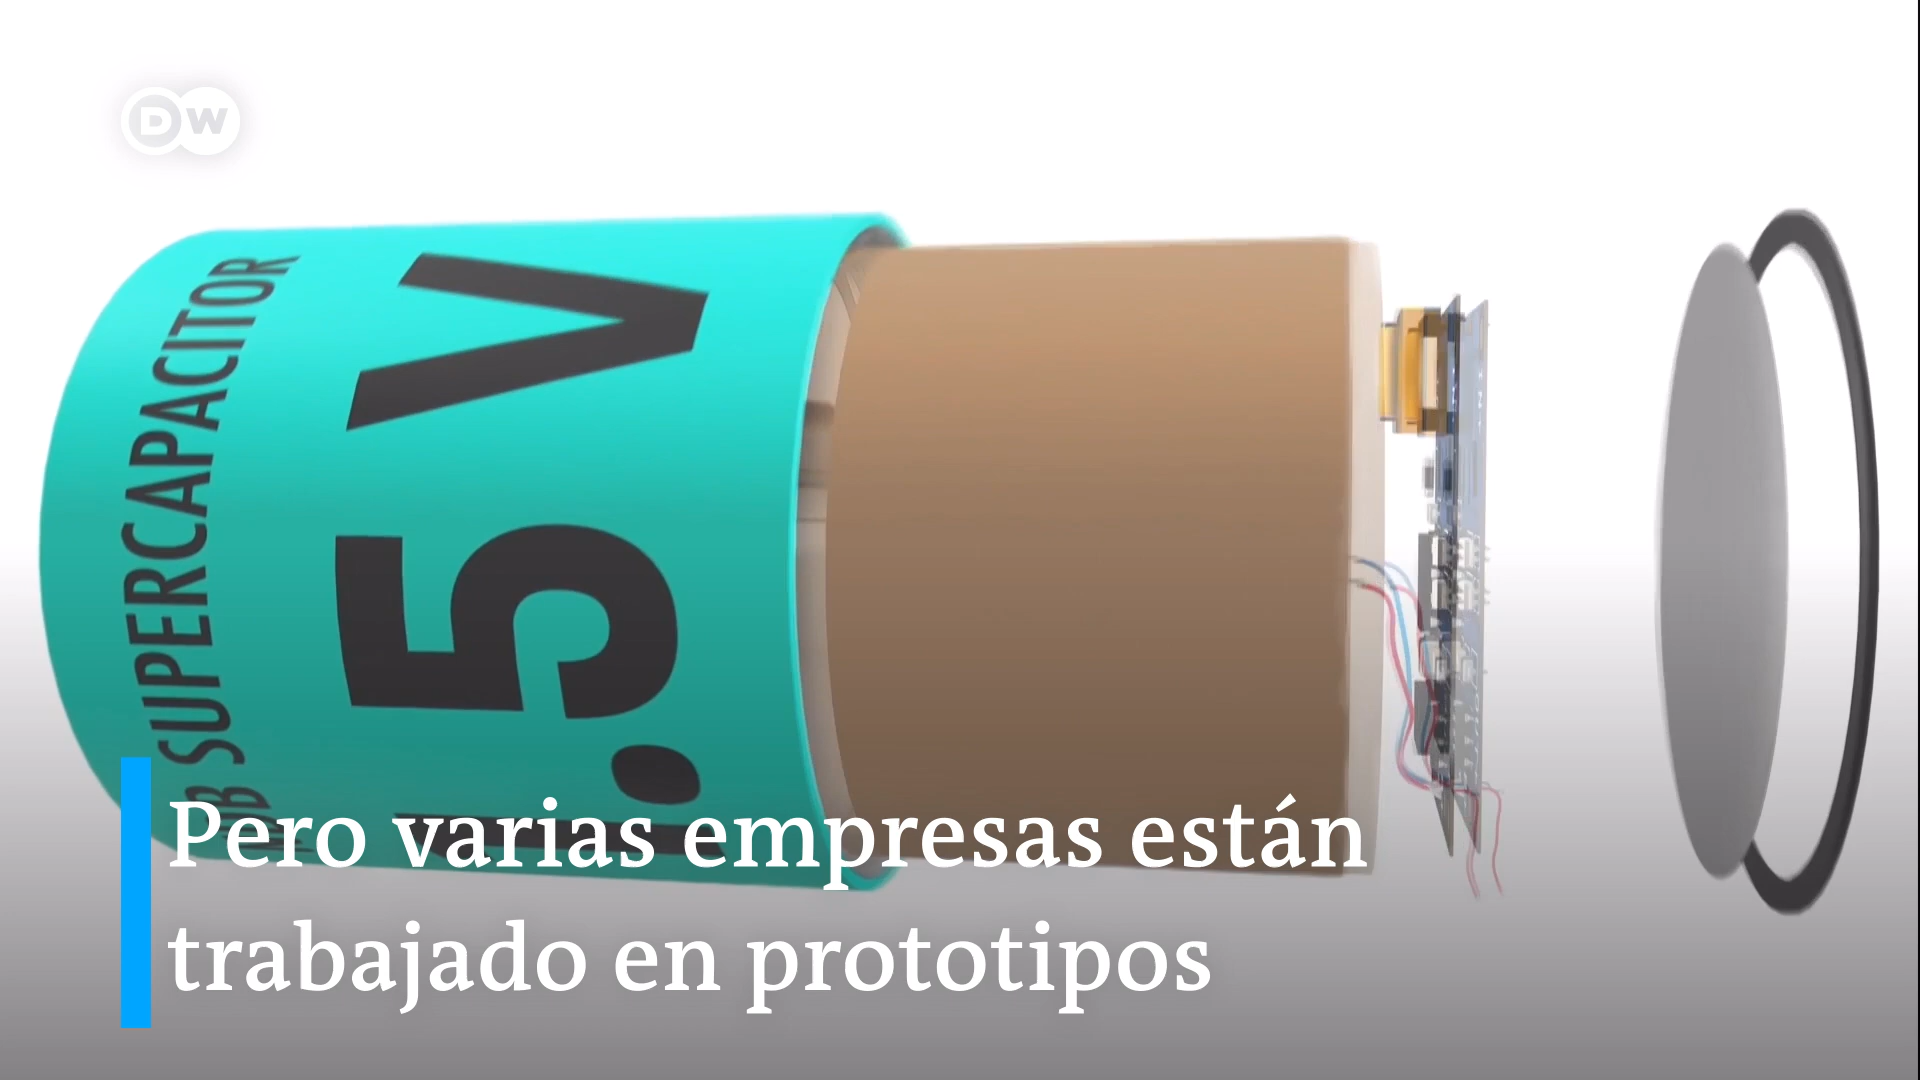 DW
SUPERCAPACITOR
.5 V
Pero varias empresas están
trabajado en prototipos